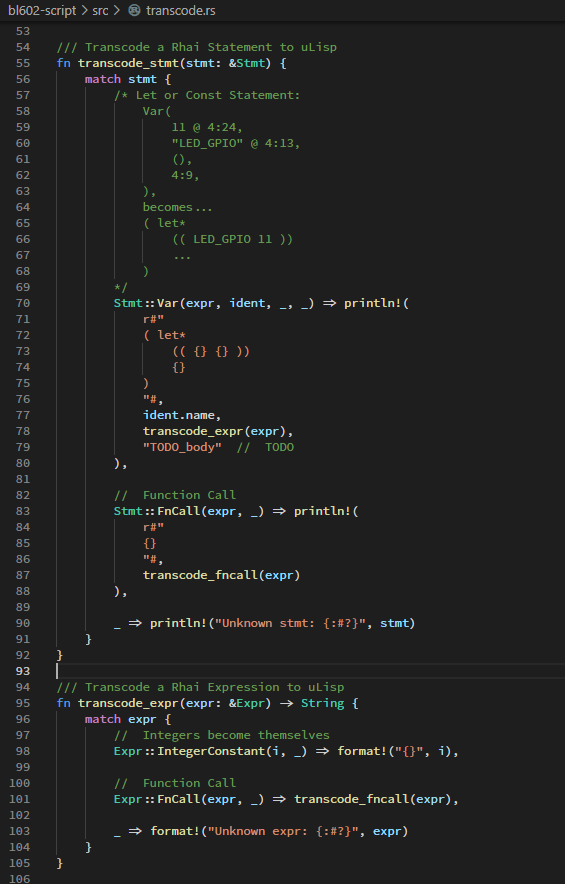 bl602-script > src > transcode.rs
53
54 /// Transcode a Rhai Statement to uLisp
55 fn transcode_stmt(stmt: &Stmt) {
56     match stmt {
57         /* Let or Const Statement:
58             Var(
59                 11 @ 4:24,
60                 "LED_GPIO" @ 4:13,
61                 (),
62                 4:9,
63             ),
64             becomes...
65             ( let*
66                 (( LED_GPIO 11 ))
67                 ...
68             )
69         */
70         Stmt::Var(expr, ident, _, _) => println!(
71             r#"
72             ( let*
73                 (( {} {} ))
74                 {}
75             )
76             "#,
77             ident.name,
78             transcode_expr(expr),
79             "TODO_body"  //  TODO
80         ),
81
82         //  Function Call
83         Stmt::FnCall(expr, _) => println!(
84             r#"
85             {}
86             "#,
87             transcode_fncall(expr)
88         ),
89
90         _ => println!("Unknown stmt: {:#?}", stmt)
91     }
92 }
93
94 /// Transcode a Rhai Expression to uLisp
95 fn transcode_expr(expr: &Expr) -> String {
96     match expr {
97         //  Integers become themselves
98         Expr::IntegerConstant(i, _) => format!("{}", i),
99
100         //  Function Call
101         Expr::FnCall(expr, _) => transcode_fncall(expr),
102
103         _ => format!("Unknown expr: {:#?}", expr)
104     }
105 }
106